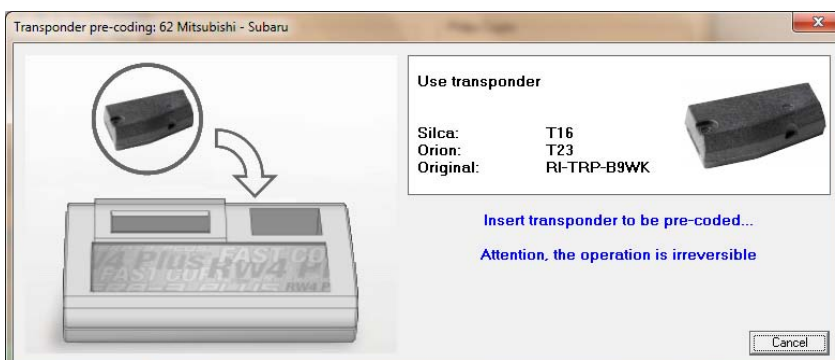 Transponder pre-coding: 62 Mitsubishi - Subaru
Use transponder
Silca: T16
Orion: T23
Original: RI-TRP-B9WK
Insert transponder to be pre-coded...
Attention, the operation is irreversible
Cancel